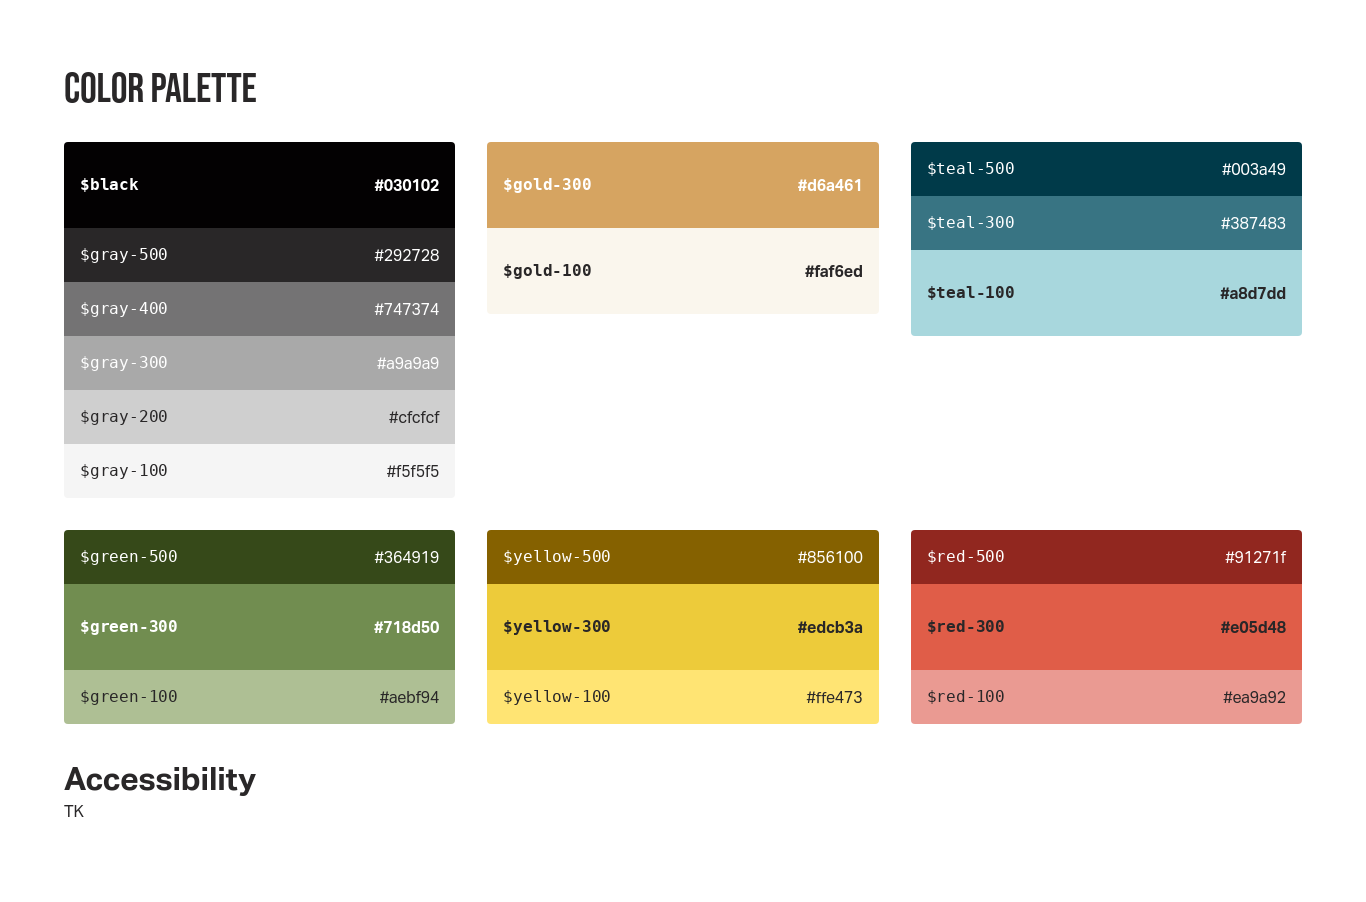 COLOR PALETTE
$black #030102
$gray-500 #292728
$gray-400 #747374
$gray-300 #a9a9a9
$gray-200 #cfcfcf
$gray-100 #f5f5f5
$gold-300 #d6a461
$gold-100 #faf6ed
$teal-500 #003a49
$teal-300 #387483
$teal-100 #a8d7dd
$green-500 #364919
$green-300 #718d50
$green-100 #aebf94
$yellow-500 #856100
$yellow-300 #edcb3a
$yellow-100 #ffe473
$red-500 #91271f
$red-300 #e05d48
$red-100 #ea9a92
Accessibility
TK